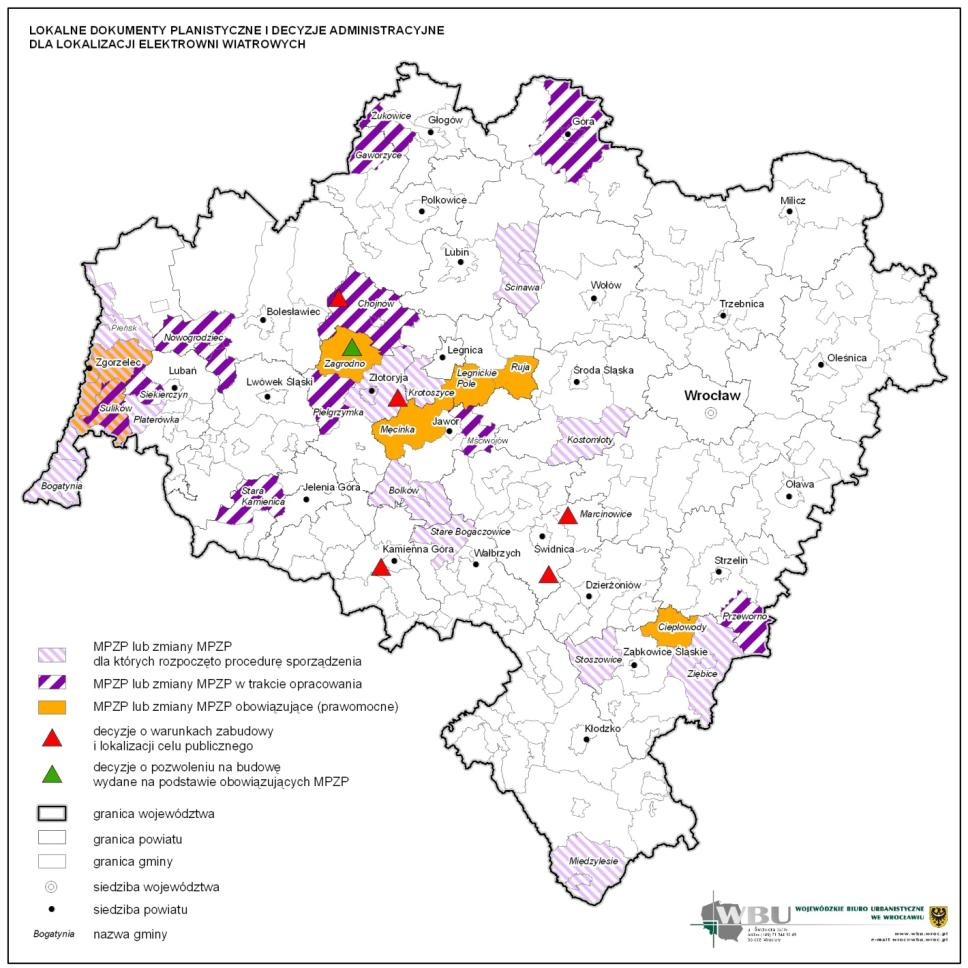 LOKALNE DOKUMENTY PLANISTYCZNE I DECYZJE ADMINISTRACYJNE
DLA LOKALIZACJI ELEKTROWNI WIATROWYCH
Żukowice
Głogów
Góra
Gaworzyce
Polkowice
Milicz
Lubin
Scinawa
Wołów
Trzebnica
Chojnów
Bolesławiec
Pieńsk
Nowogrodziec
Zgorzelec
Lubań
Siekierczyn
Sulików
Platerówka
Lwówek Śląski
Zagrodno
Legnica
Złotoryja
Legnickie
Pole
Ruja
Krotoszyce
Pielgrzymka
Męcinka
Jawor
Mściwojów
Środa Śląska
Oleśnica
Wrocław
Kostomłoty
Bogatynia
Stara
Kamienica
Jelenia Góra
Bolków
Oława
Marcinowice
Stare Bogaczowice
Kamienna Góra
Wałbrzych
Świdnica
Strzelin
Dzierżoniów
Przeworno
Ciepłowody
Stoszowice
Ząbkowice Śląskie
Ziębice
Kłodzko
Międzylesie
MPZP lub zmiany MPZP
dla których rozpoczęto procedurę sporządzenia
MPZP lub zmiany MPZP w trakcie opracowania
MPZP lub zmiany MPZP obowiązujące (prawomocne)
decyzje o warunkach zabudowy
i lokalizacji celu publicznego
decyzje o pozwoleniu na budowę
wydane na podstawie obowiązujących MPZP
granica województwa
granica powiatu
granica gminy
siedziba województwa
siedziba powiatu
Bogatynia nazwa gminy
WBU
WOJEWÓDZKIE BIURO URBANISTYCZNE
WE WROCŁAWIU